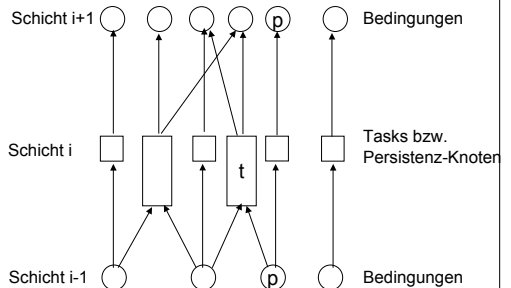 Schicht i+1
p
Bedingungen
Schicht i
t
Tasks bzw.
Persistenz-Knoten
Schicht i-1
p
Bedingungen